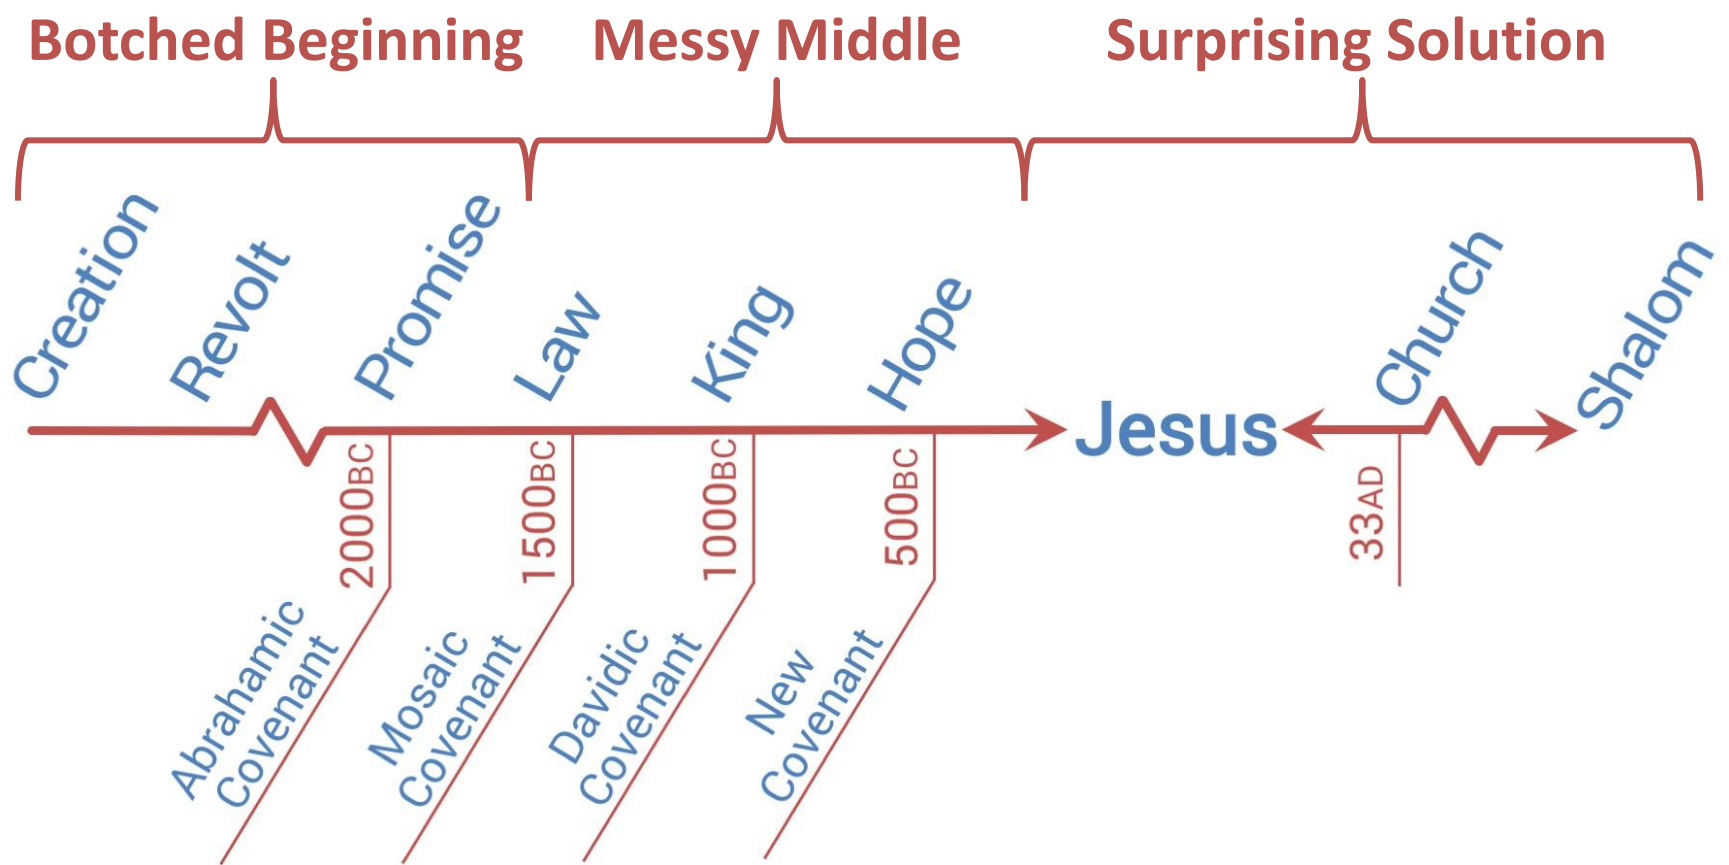 Botched Beginning
Messy Middle
Surprising Solution
Creation
Revolt
Promise
Law
King
Hope
Jesus
Church
Shalom
2000BC
1500BC
1000BC
500BC
33AD
Abrahamic
Covenant
Mosaic
Covenant
Davidic
Covenant
New
Covenant